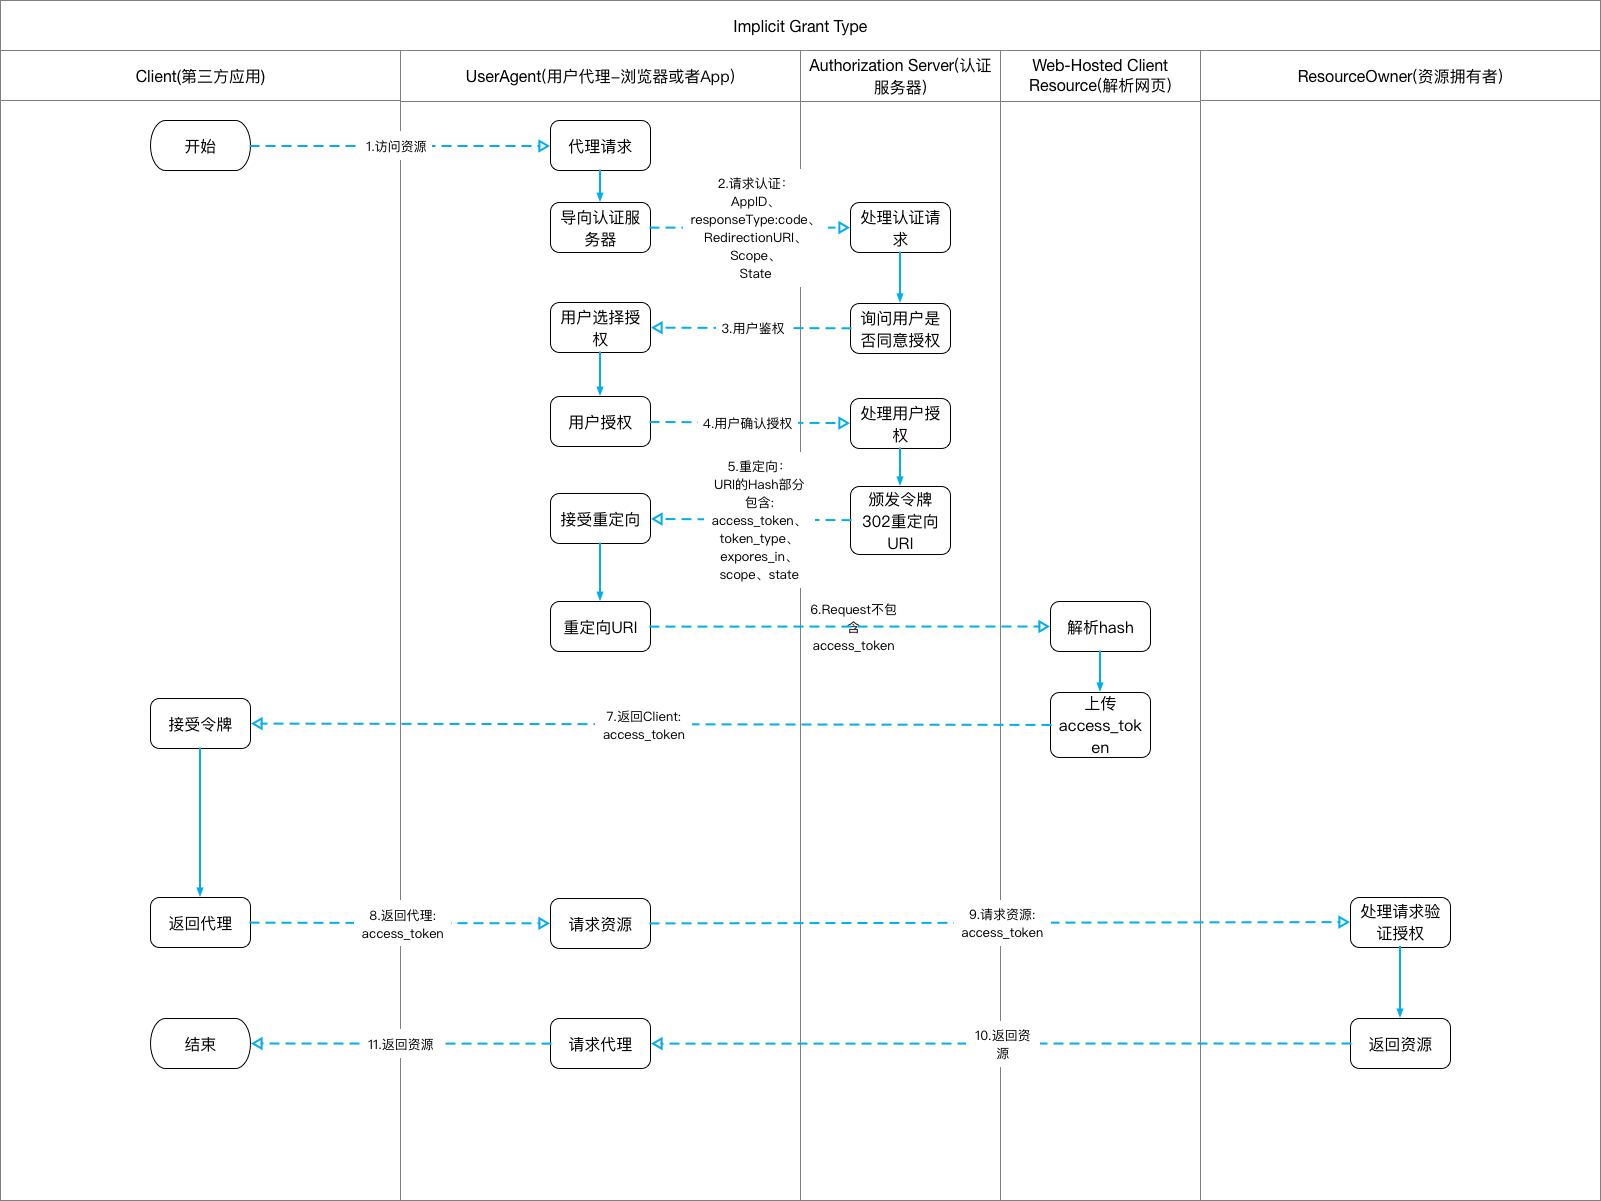 Implicit Grant Type
Client(第三方应用)
UserAgent(用户代理-浏览器或者App)
Authorization Server(认证
服务器)
Web-Hosted Client
Resource(解析网页)
ResourceOwner(资源拥有者)
开始
1.访问资源
代理请求
导向认证服
务器
2.请求认证：
AppID、
responseType:code、
RedirectionURI、
Scope、
State
处理认证请
求
用户选择授
权
3.用户鉴权
询问用户是
否同意授权
用户授权
4.用户确认授权
处理用户授
权
接受重定向
5.重定向：
URI的Hash部分
包含:
access_token、
token_type、
expores_in、
scope、state
颁发令牌
302重定向
URI
重定向URI
6.Request不包
含
access_token
解析hash
接受令牌
7.返回Client:
access_token
上传
access_tok
en
返回代理
8.返回代理:
access_token
请求资源
9.请求资源:
access_token
处理请求验
证授权
结束
11.返回资源
请求代理
10.返回资
源
返回资源